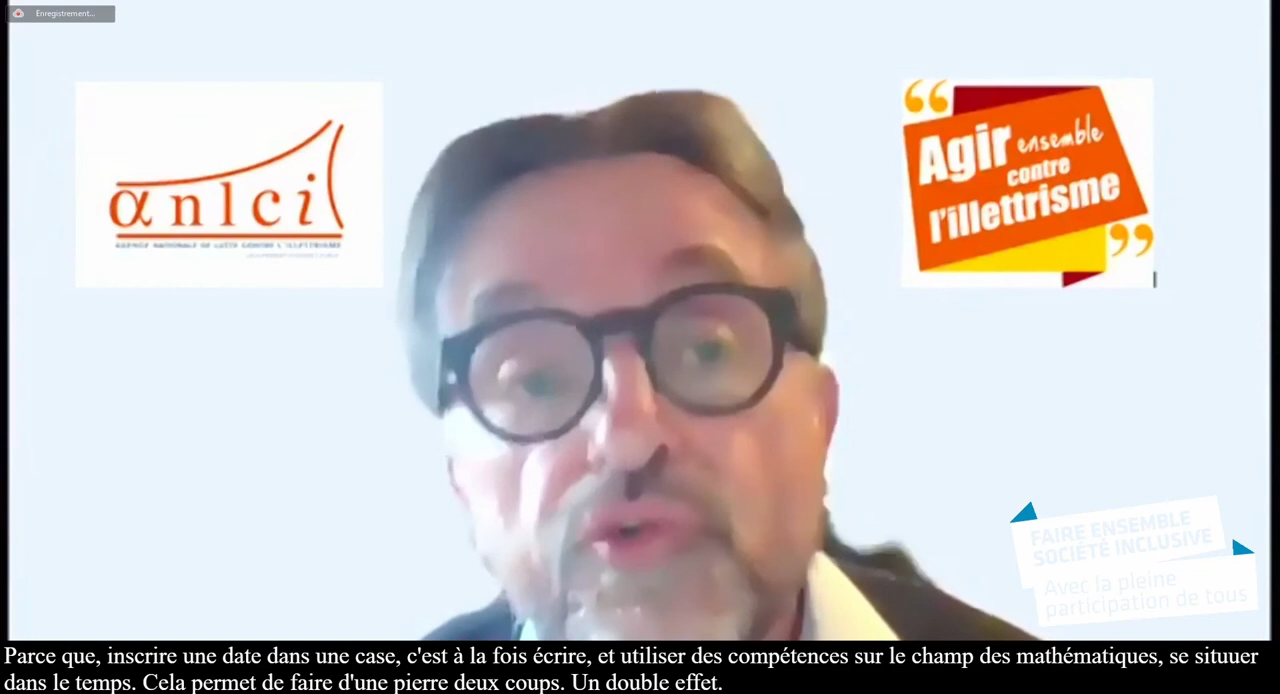 Enregistrement...
anlci
AGENCE NATIONALE DE LUTTE CONTRE L'ILLETTRISME
“
Agir ensemble
contre
l'illettrisme
”
FAIRE ENSEMBLE
SOCIÉTÉ INCLUSIVE
Avec la pleine
participation de tous
Parce que, inscrire une date dans une case, c'est à la fois écrire, et utiliser des compétences sur le champ des mathématiques, se situuer
dans le temps. Cela permet de faire d'une pierre deux coups. Un double effet.